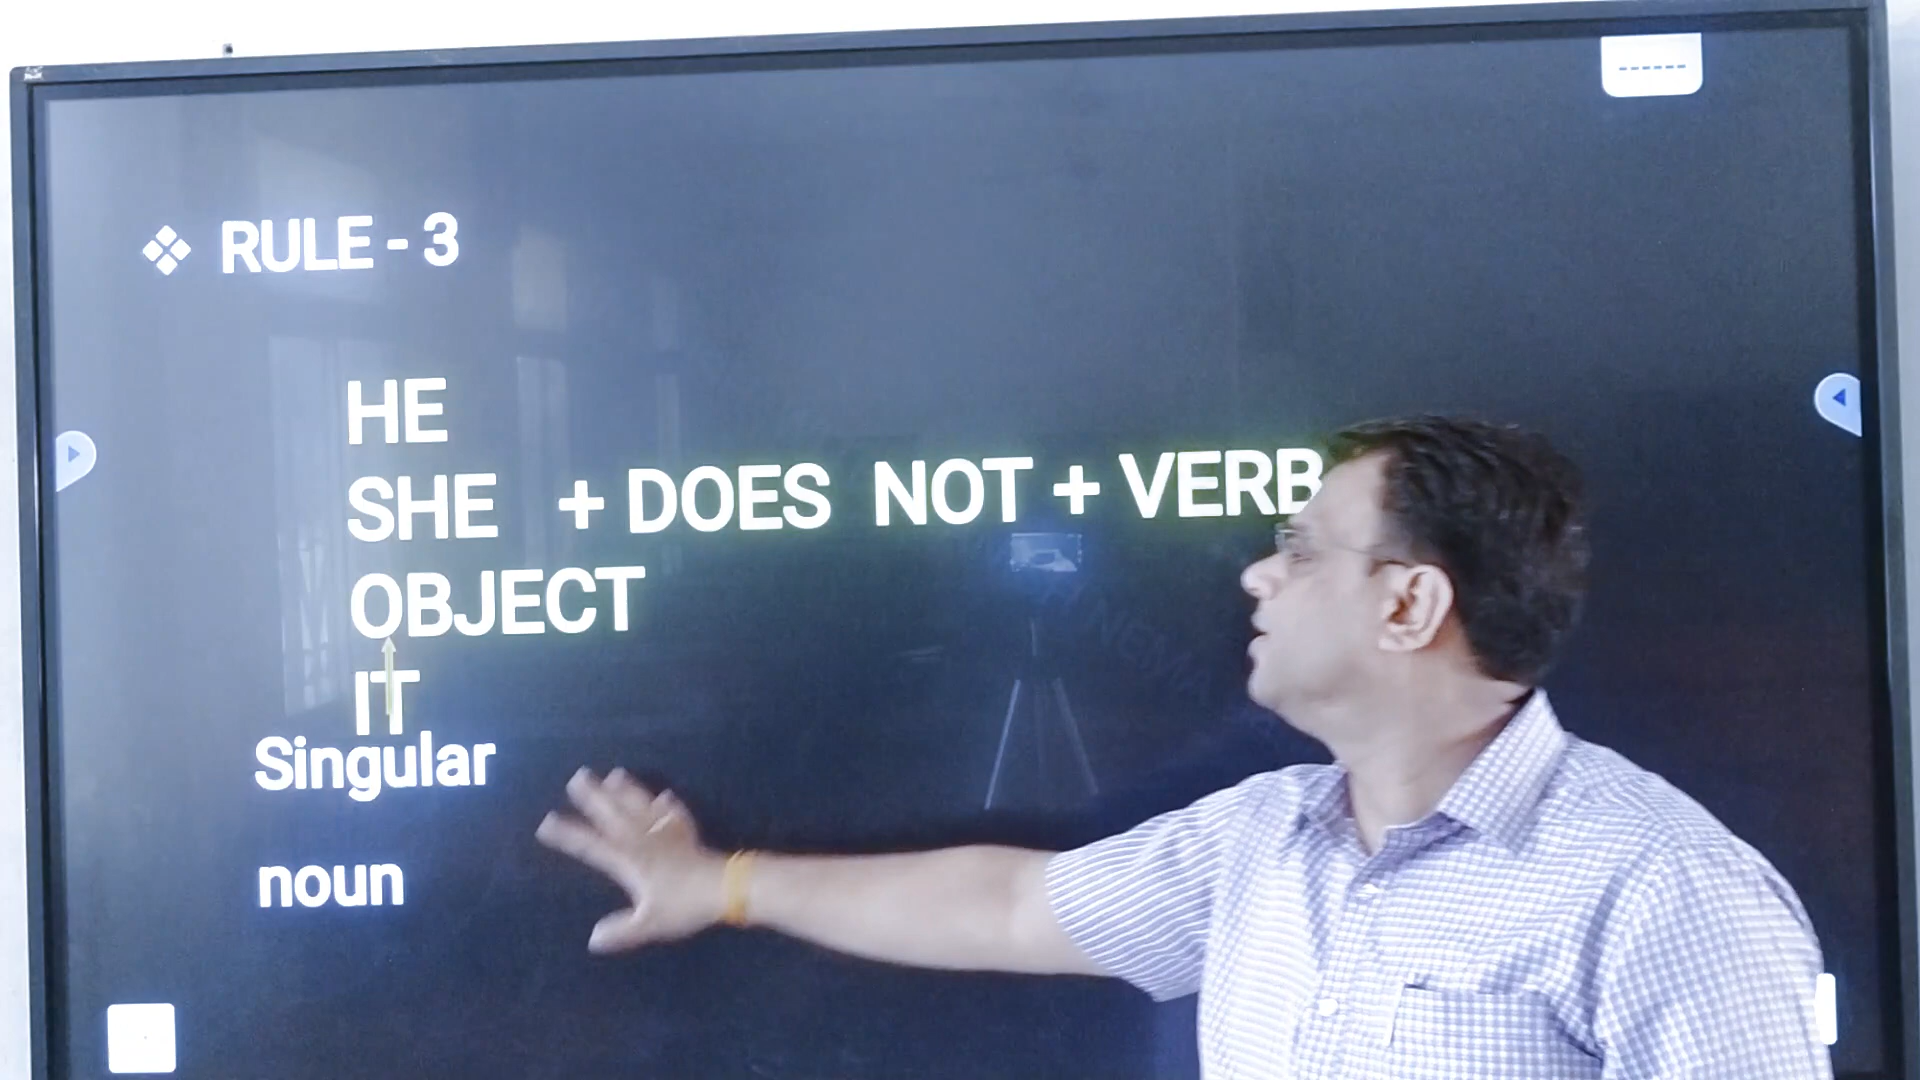 ❖ RULE - 3
HE
SHE + DOES NOT + VERB
OBJECT
IT
Singular
noun